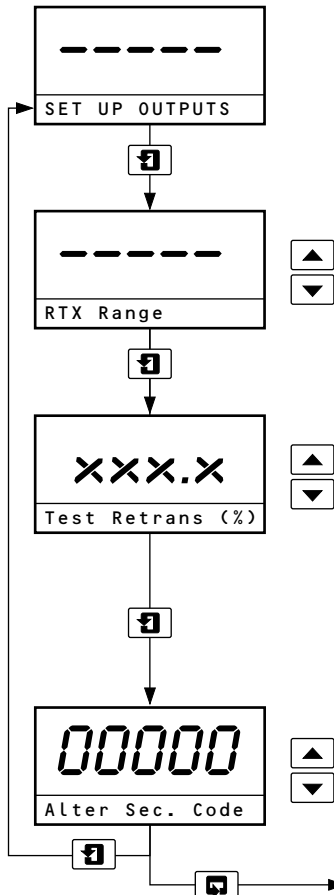 -----
SET UP OUTPUTS
-----
RTX Range
xxx.x
Test Retrans (%)
00000
Alter Sec. Code